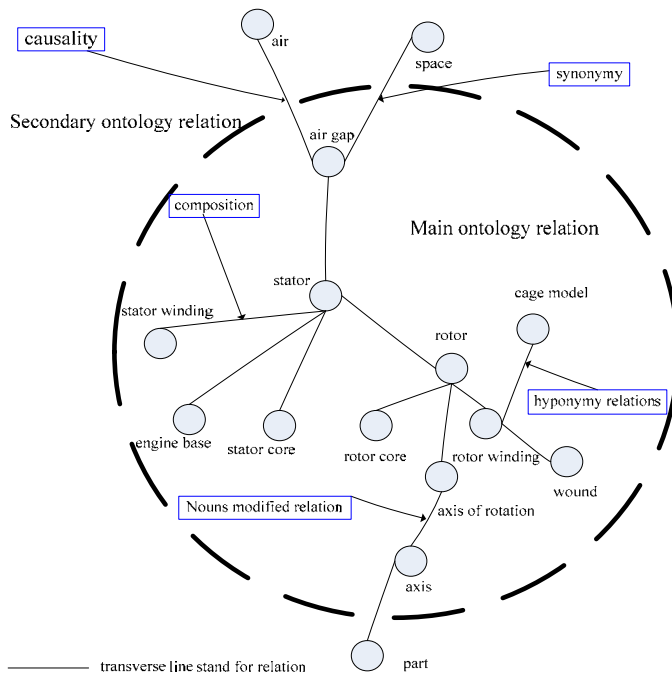 air
causality
space
synonymy
Secondary ontology relation
air gap
composition
Main ontology relation
stator
cage model
stator winding
rotor
hyponymy relations
engine base
stator core
rotor core
rotor winding
wound
Nouns modified relation
axis of rotation
axis
part
transverse line stand for relation